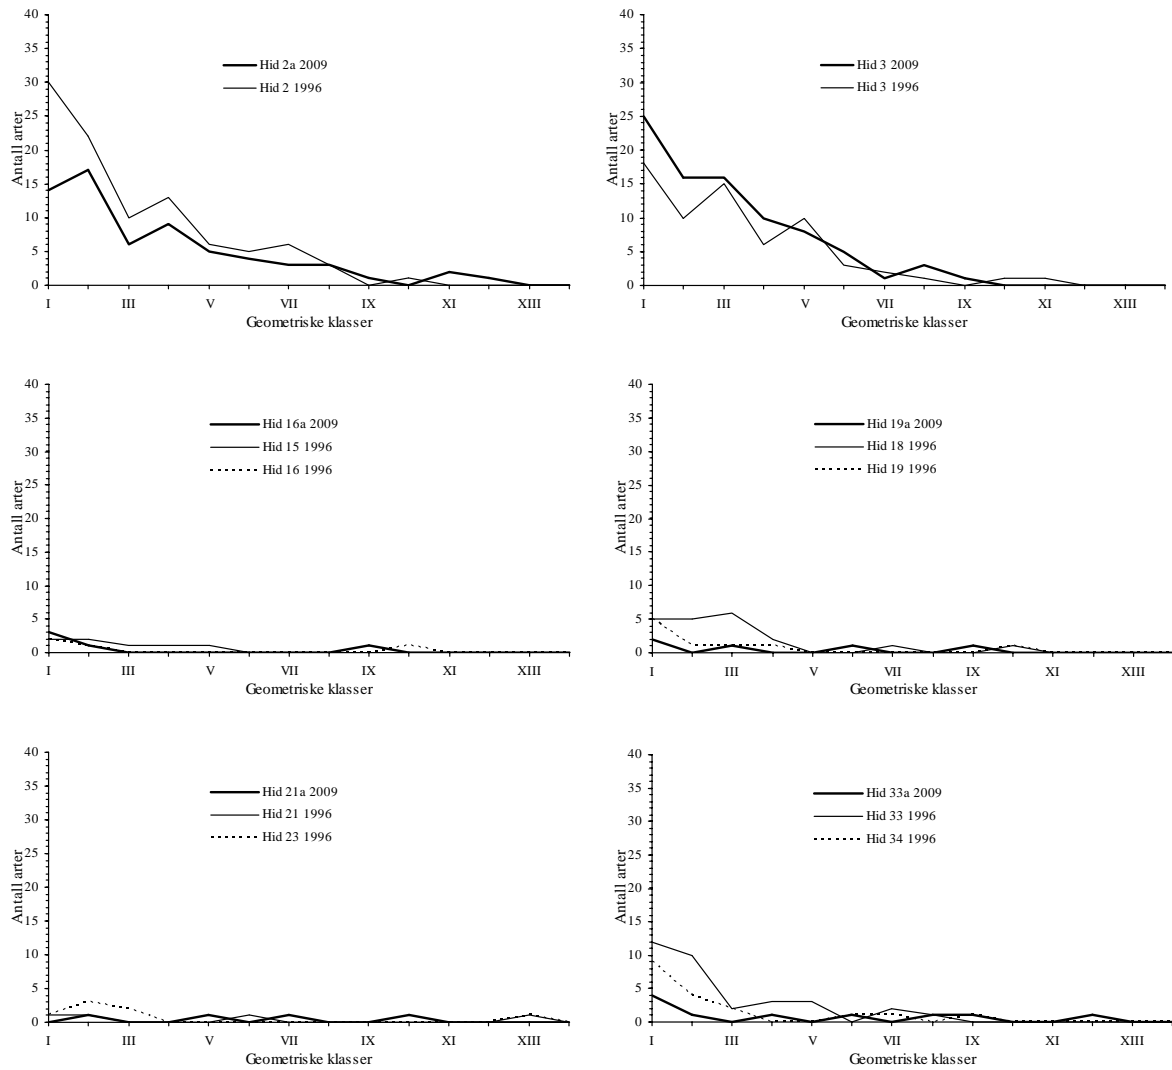 40
35
30
25
20
15
10
5
0
Antall arter
Hid 2a 2009
Hid 2 1996
I III V VII IX XI XIII
Geometriske klasser
40
35
30
25
20
15
10
5
0
Antall arter
Hid 3 2009
Hid 3 1996
I III V VII IX XI XIII
Geometriske klasser
40
35
30
25
20
15
10
5
0
Antall arter
Hid 16a 2009
Hid 15 1996
Hid 16 1996
I III V VII IX XI XIII
Geometriske klasser
40
35
30
25
20
15
10
5
0
Antall arter
Hid 19a 2009
Hid 18 1996
Hid 19 1996
I III V VII IX XI XIII
Geometriske klasser
40
35
30
25
20
15
10
5
0
Antall arter
Hid 21a 2009
Hid 21 1996
Hid 23 1996
I III V VII IX XI XIII
Geometriske klasser
40
35
30
25
20
15
10
5
0
Antall arter
Hid 33a 2009
Hid 33 1996
Hid 34 1996
I III V VII IX XI XIII
Geometriske klasser